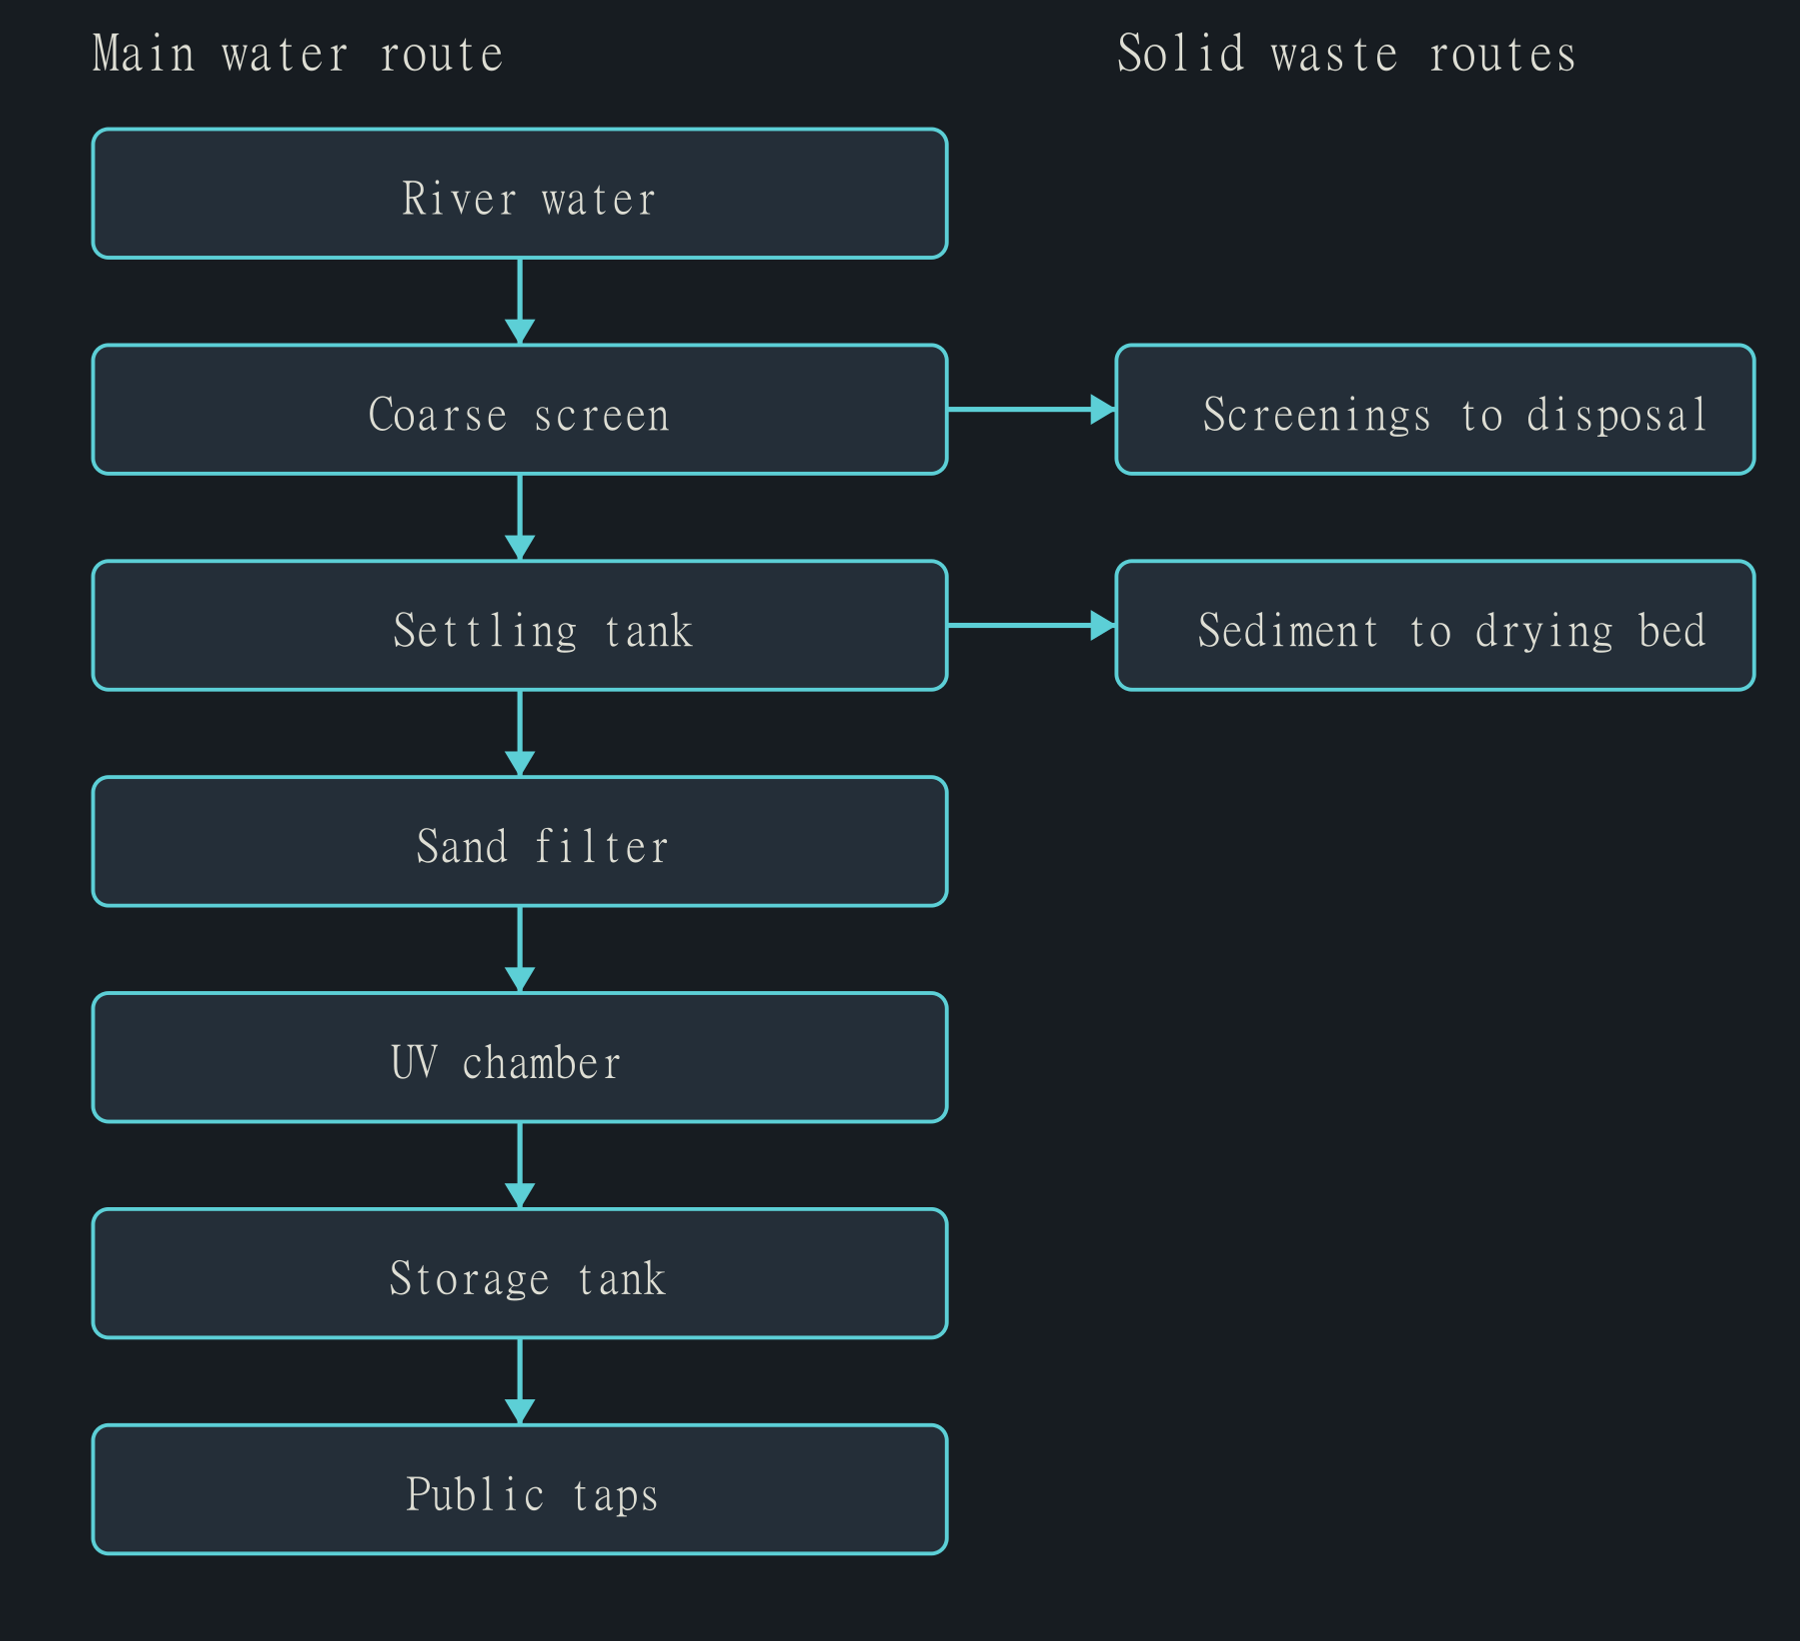 Main water route
Solid waste routes
River water
Coarse screen
Screenings to disposal
Settling tank
Sediment to drying bed
Sand filter
UV chamber
Storage tank
Public taps